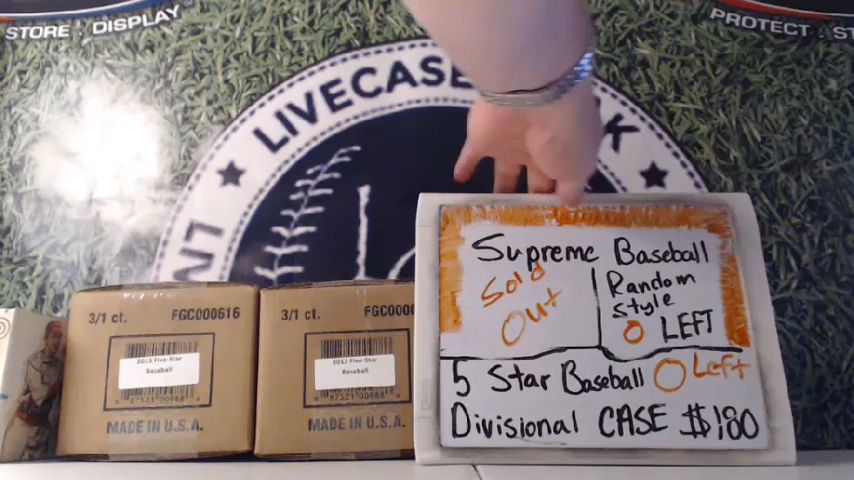 STORE . DISPLAY
PROTECT . ST
LIVECASE
K
NT
3/1 ct. FGC000616
2013 Five-Star
Baseball
MADE IN U.S.A.
3/1 ct. FGC0006
2013 Five-Star
Baseball
MADE IN U.S.A.
Supreme Baseball
Sold
Out
Random
style
0 LEFT
5 Star Baseball 0 Left
Divisional CASE $180